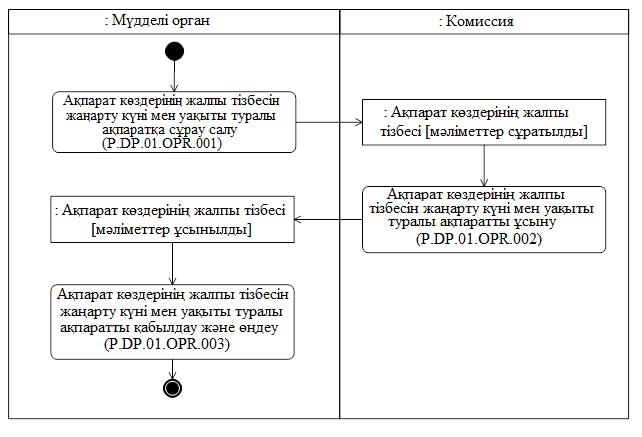 : Мүдделі орган
: Комиссия
Ақпарат көздерінің жалпы тізбесін
жаңарту күні мен уақыты туралы
ақпаратқа сұрау салу
(P.DP.01.OPR.001)
: Ақпарат көздерінің жалпы
тізбесі [мәліметтер сұратылды]
Ақпарат көздерінің жалпы
тізбесін жаңарту күні мен уақыты
туралы ақпаратты ұсыну
(P.DP.01.OPR.002)
: Ақпарат көздерінің жалпы тізбесі
[мәліметтер ұсынылды]
Ақпарат көздерінің жалпы тізбесін
жаңарту күні мен уақыты туралы
ақпаратты қабылдау және өңдеу
(P.DP.01.OPR.003)